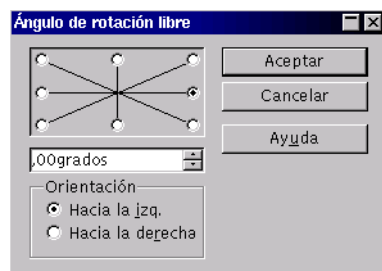 Ángulo de rotación libre
Aceptar
Cancelar
Ayuda
,00grados
Orientación
Hacia la izq.
Hacia la derecha